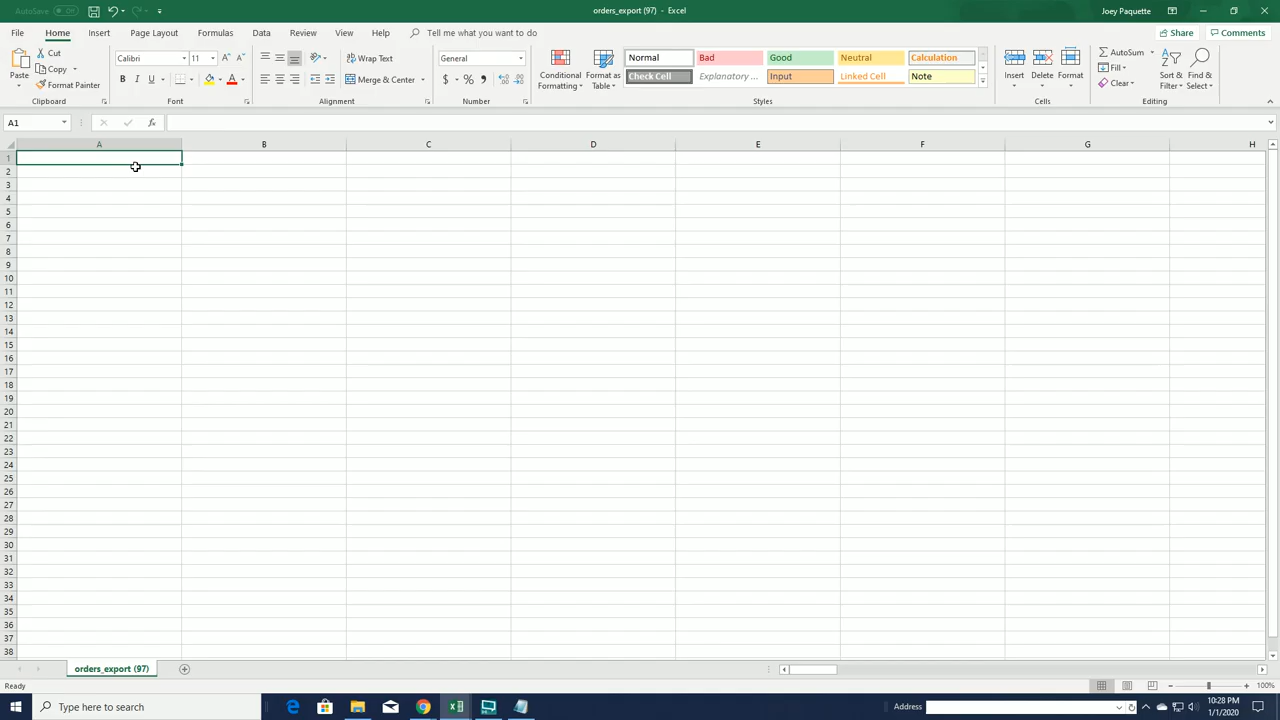 AutoSave Off
orders_export (97) - Excel
Joey Paquette
File Home Insert Page Layout Formulas Data Review View Help Tell me what you want to do
Share Comments
Paste
Cut
Copy
Format Painter
Clipboard
Calibri 11
B I U A
Font
Wrap Text
Merge & Center
Alignment
General
$ % ,
Number
Conditional Formatting
Format as Table
Normal Bad Good Neutral Calculation
Check Cell Explanatory ... Input Linked Cell Note
Styles
Insert Delete Format
Cells
AutoSum
Fill
Clear
Sort & Filter
Find & Select
Editing
A1 fx
A B C D E F G H
1
2
3
4
5
6
7
8
9
10
11
12
13
14
15
16
17
18
19
20
21
22
23
24
25
26
27
28
29
30
31
32
33
34
35
36
37
38
orders_export (97)
Ready
100%
Type here to search
Address
10:28 PM
1/1/2020